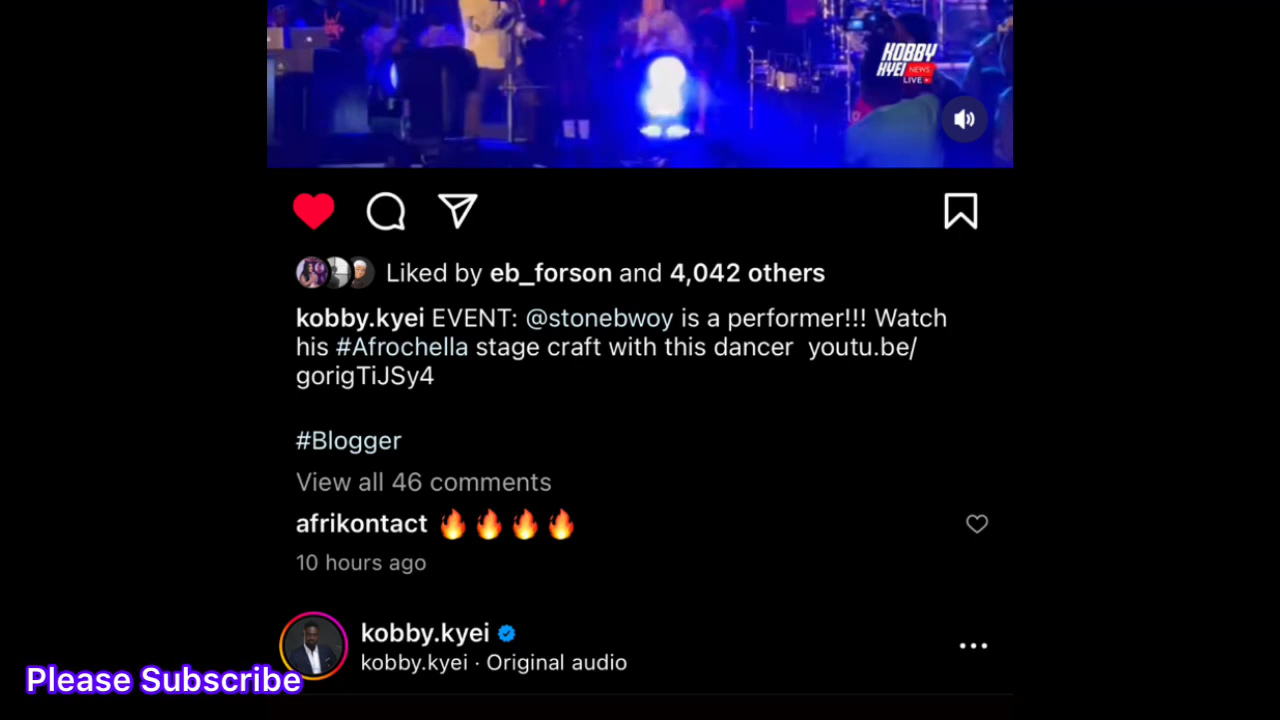 KOBBY
KYEI NEWS
LIVE
Liked by eb_forson and 4,042 others
kobby.kyei EVENT: @stonebwoy is a performer!!! Watch
his #Afrochella stage craft with this dancer youtu.be/
gorigTiJSy4
#Blogger
View all 46 comments
afrikontact 🔥🔥🔥🔥
10 hours ago
kobby.kyei
kobby.kyei · Original audio
Please Subscribe